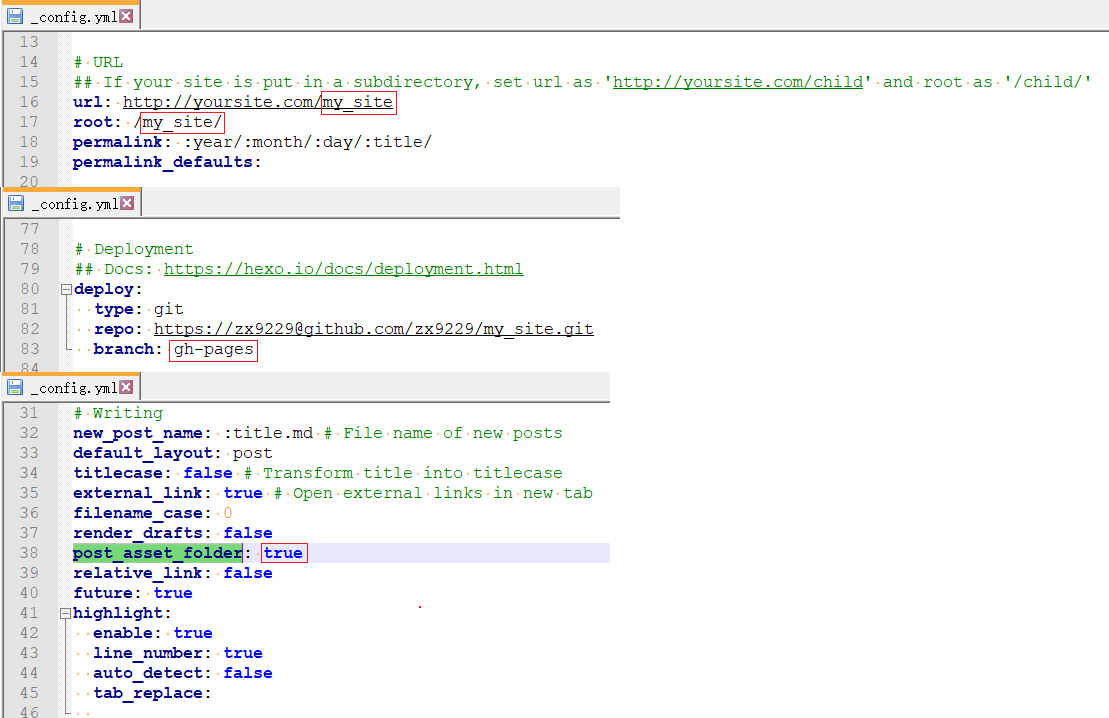 _config.yml
13
14 # URL
15 ## If your site is put in a subdirectory, set url as 'http://yoursite.com/child' and root as '/child/'
16 url: http://yoursite.com/my_site
17 root: /my_site/
18 permalink: :year/:month/:day/:title/
19 permalink_defaults:
20
_config.yml
77
78 # Deployment
79 ## Docs: https://hexo.io/docs/deployment.html
80 deploy:
81   type: git
82   repo: https://zx9229@github.com/zx9229/my_site.git
83   branch: gh-pages
84
_config.yml
31 # Writing
32 new_post_name: :title.md # File name of new posts
33 default_layout: post
34 titlecase: false # Transform title into titlecase
35 external_link: true # Open external links in new tab
36 filename_case: 0
37 render_drafts: false
38 post_asset_folder: true
39 relative_link: false
40 future: true
41 highlight:
42   enable: true
43   line_number: true
44   auto_detect: false
45   tab_replace:
46